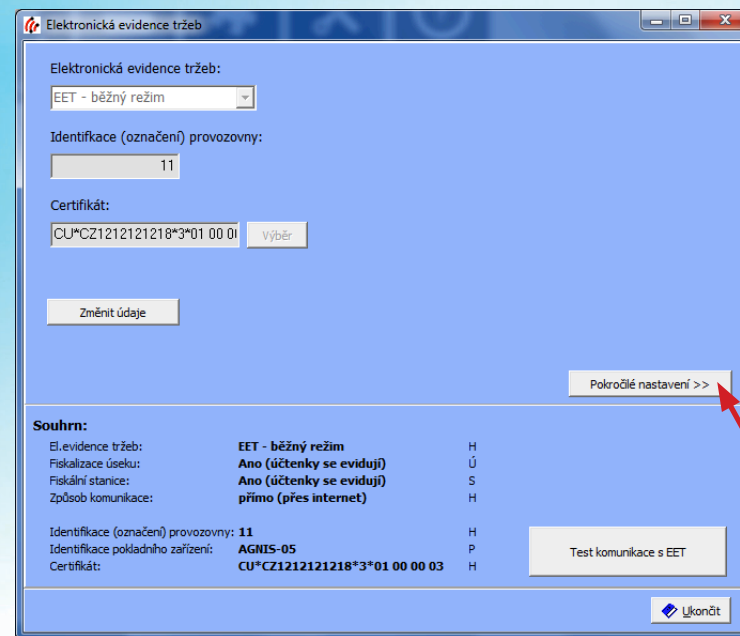 Elektronická evidence tržeb
Elektronická evidence tržeb:
EET - běžný režim
Identifkace (označení) provozovny:
11
Certifikát:
CU*CZ1212121218*3*01 00 0 Výběr
Změnit údaje
Pokročilé nastavení >>
Souhrn:
El.evidence tržeb: EET - běžný režim H
Fiskalizace úseku: Ano (účtenky se evidují) Ú
Fiskální stanice: Ano (účtenky se evidují) S
Způsob komunikace: přímo (přes internet) H
Identifikace (označení) provozovny: 11 H
Identifikace pokladního zařízení: AGNIS-05 P
Certifikát: CU*CZ1212121218*3*01 00 00 03 H
Test komunikace s EET
Ukončit